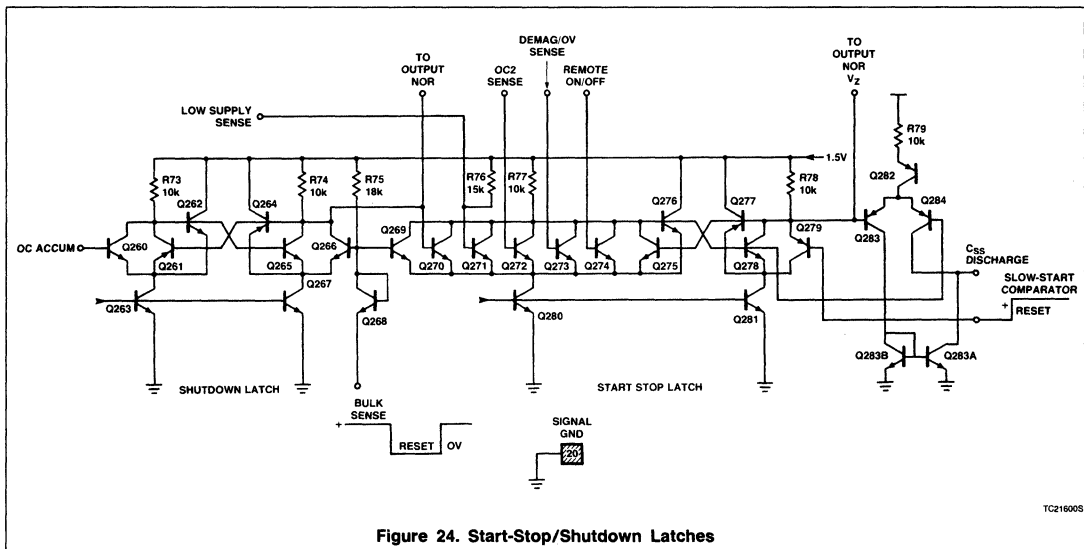 DEMAG/OV
SENSE
TO
OUTPUT
NOR
OC2
SENSE
REMOTE
ON/OFF
TO
OUTPUT
NOR
VZ
LOW SUPPLY
SENSE
R79
10k
1.5V
R73
10k
Q262
Q264
R74
10k
R75
18k
R76
15k
R77
10k
Q276
Q277
R78
10k
Q282
Q284
OC ACCUM
Q260
Q261
Q265
Q266
Q269
Q270
Q271
Q272
Q273
Q274
Q275
Q278
Q279
Q283
CSS
DISCHARGE
Q263
Q267
Q268
Q280
Q281
SLOW-START
COMPARATOR
+
RESET
Q283B
Q283A
SHUTDOWN LATCH
START STOP LATCH
BULK
SENSE
+
RESET
OV
SIGNAL
GND
20
TC21600S
Figure 24. Start-Stop/Shutdown Latches